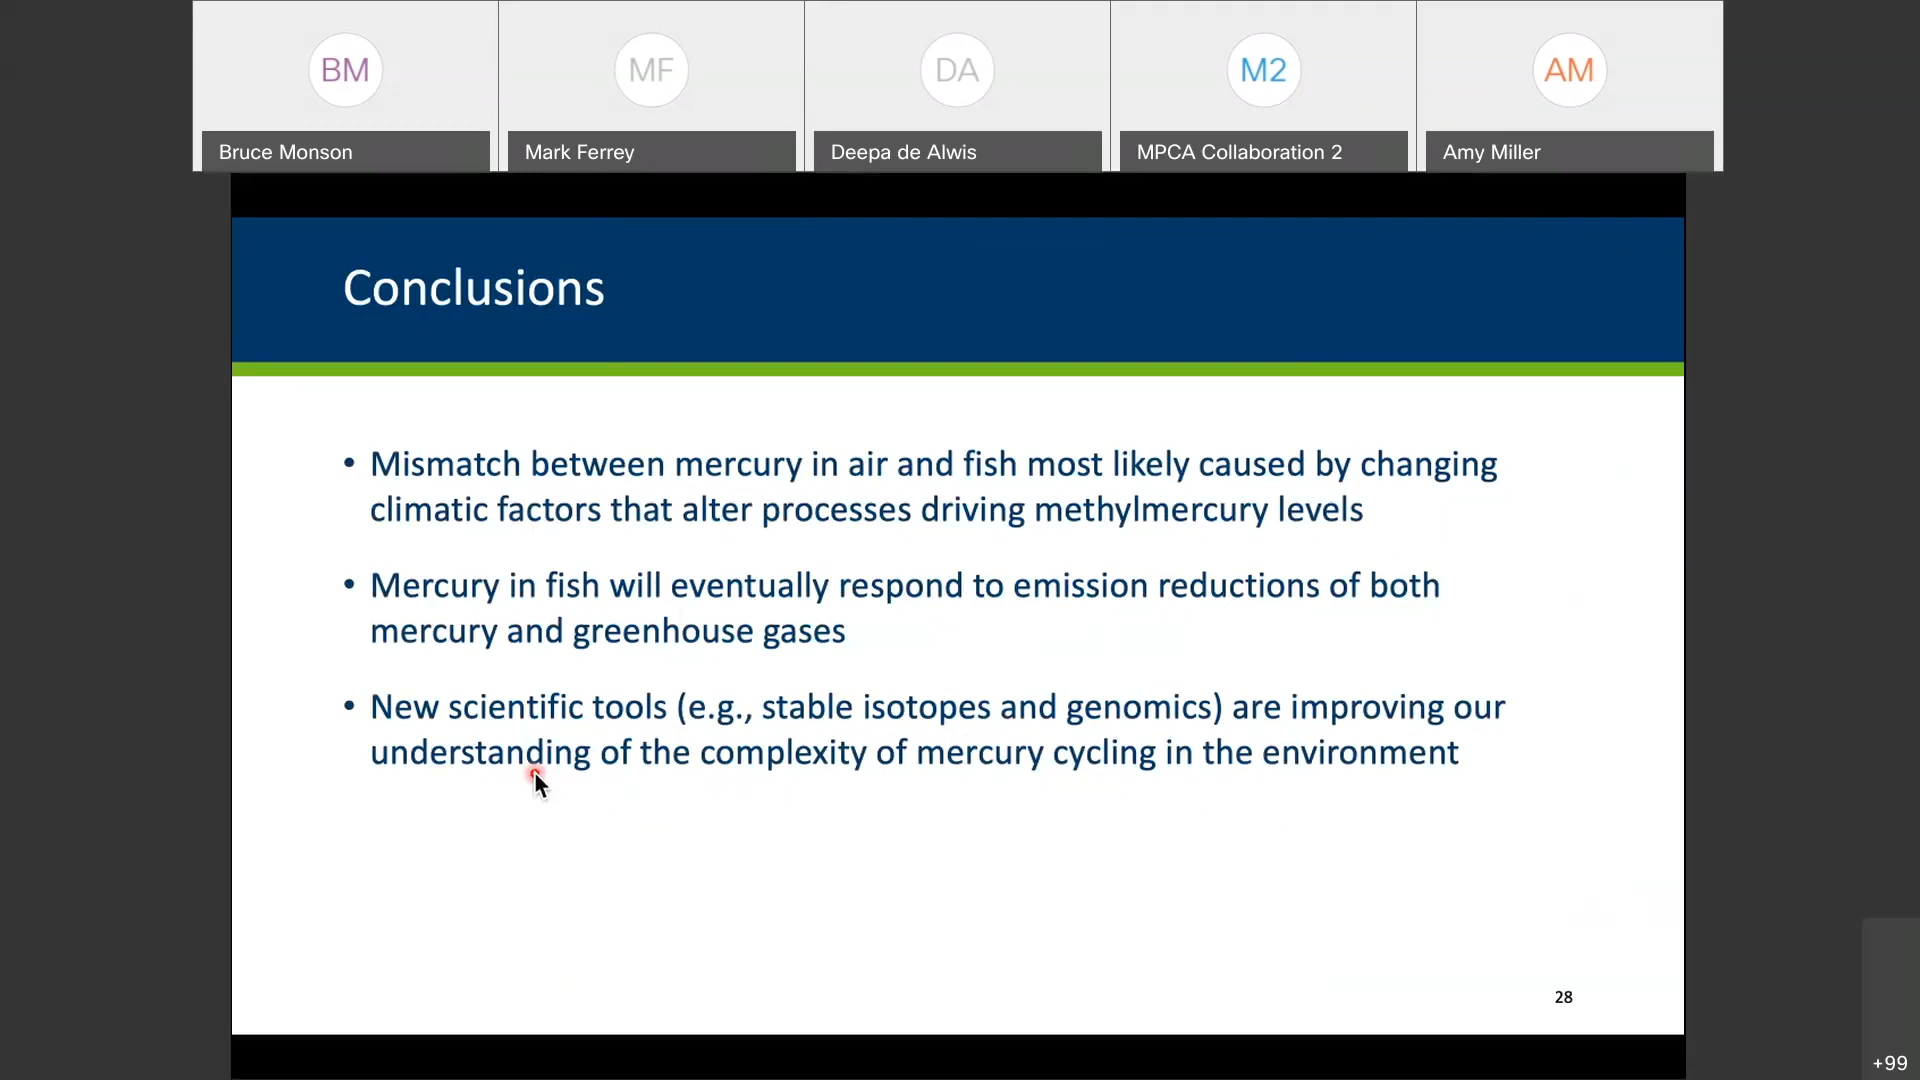 BM
MF
DA
M2
AM
Bruce Monson
Mark Ferrey
Deepa de Alwis
MPCA Collaboration 2
Amy Miller
Conclusions
• Mismatch between mercury in air and fish most likely caused by changing
climatic factors that alter processes driving methylmercury levels
• Mercury in fish will eventually respond to emission reductions of both
mercury and greenhouse gases
• New scientific tools (e.g., stable isotopes and genomics) are improving our
understanding of the complexity of mercury cycling in the environment
28
+99